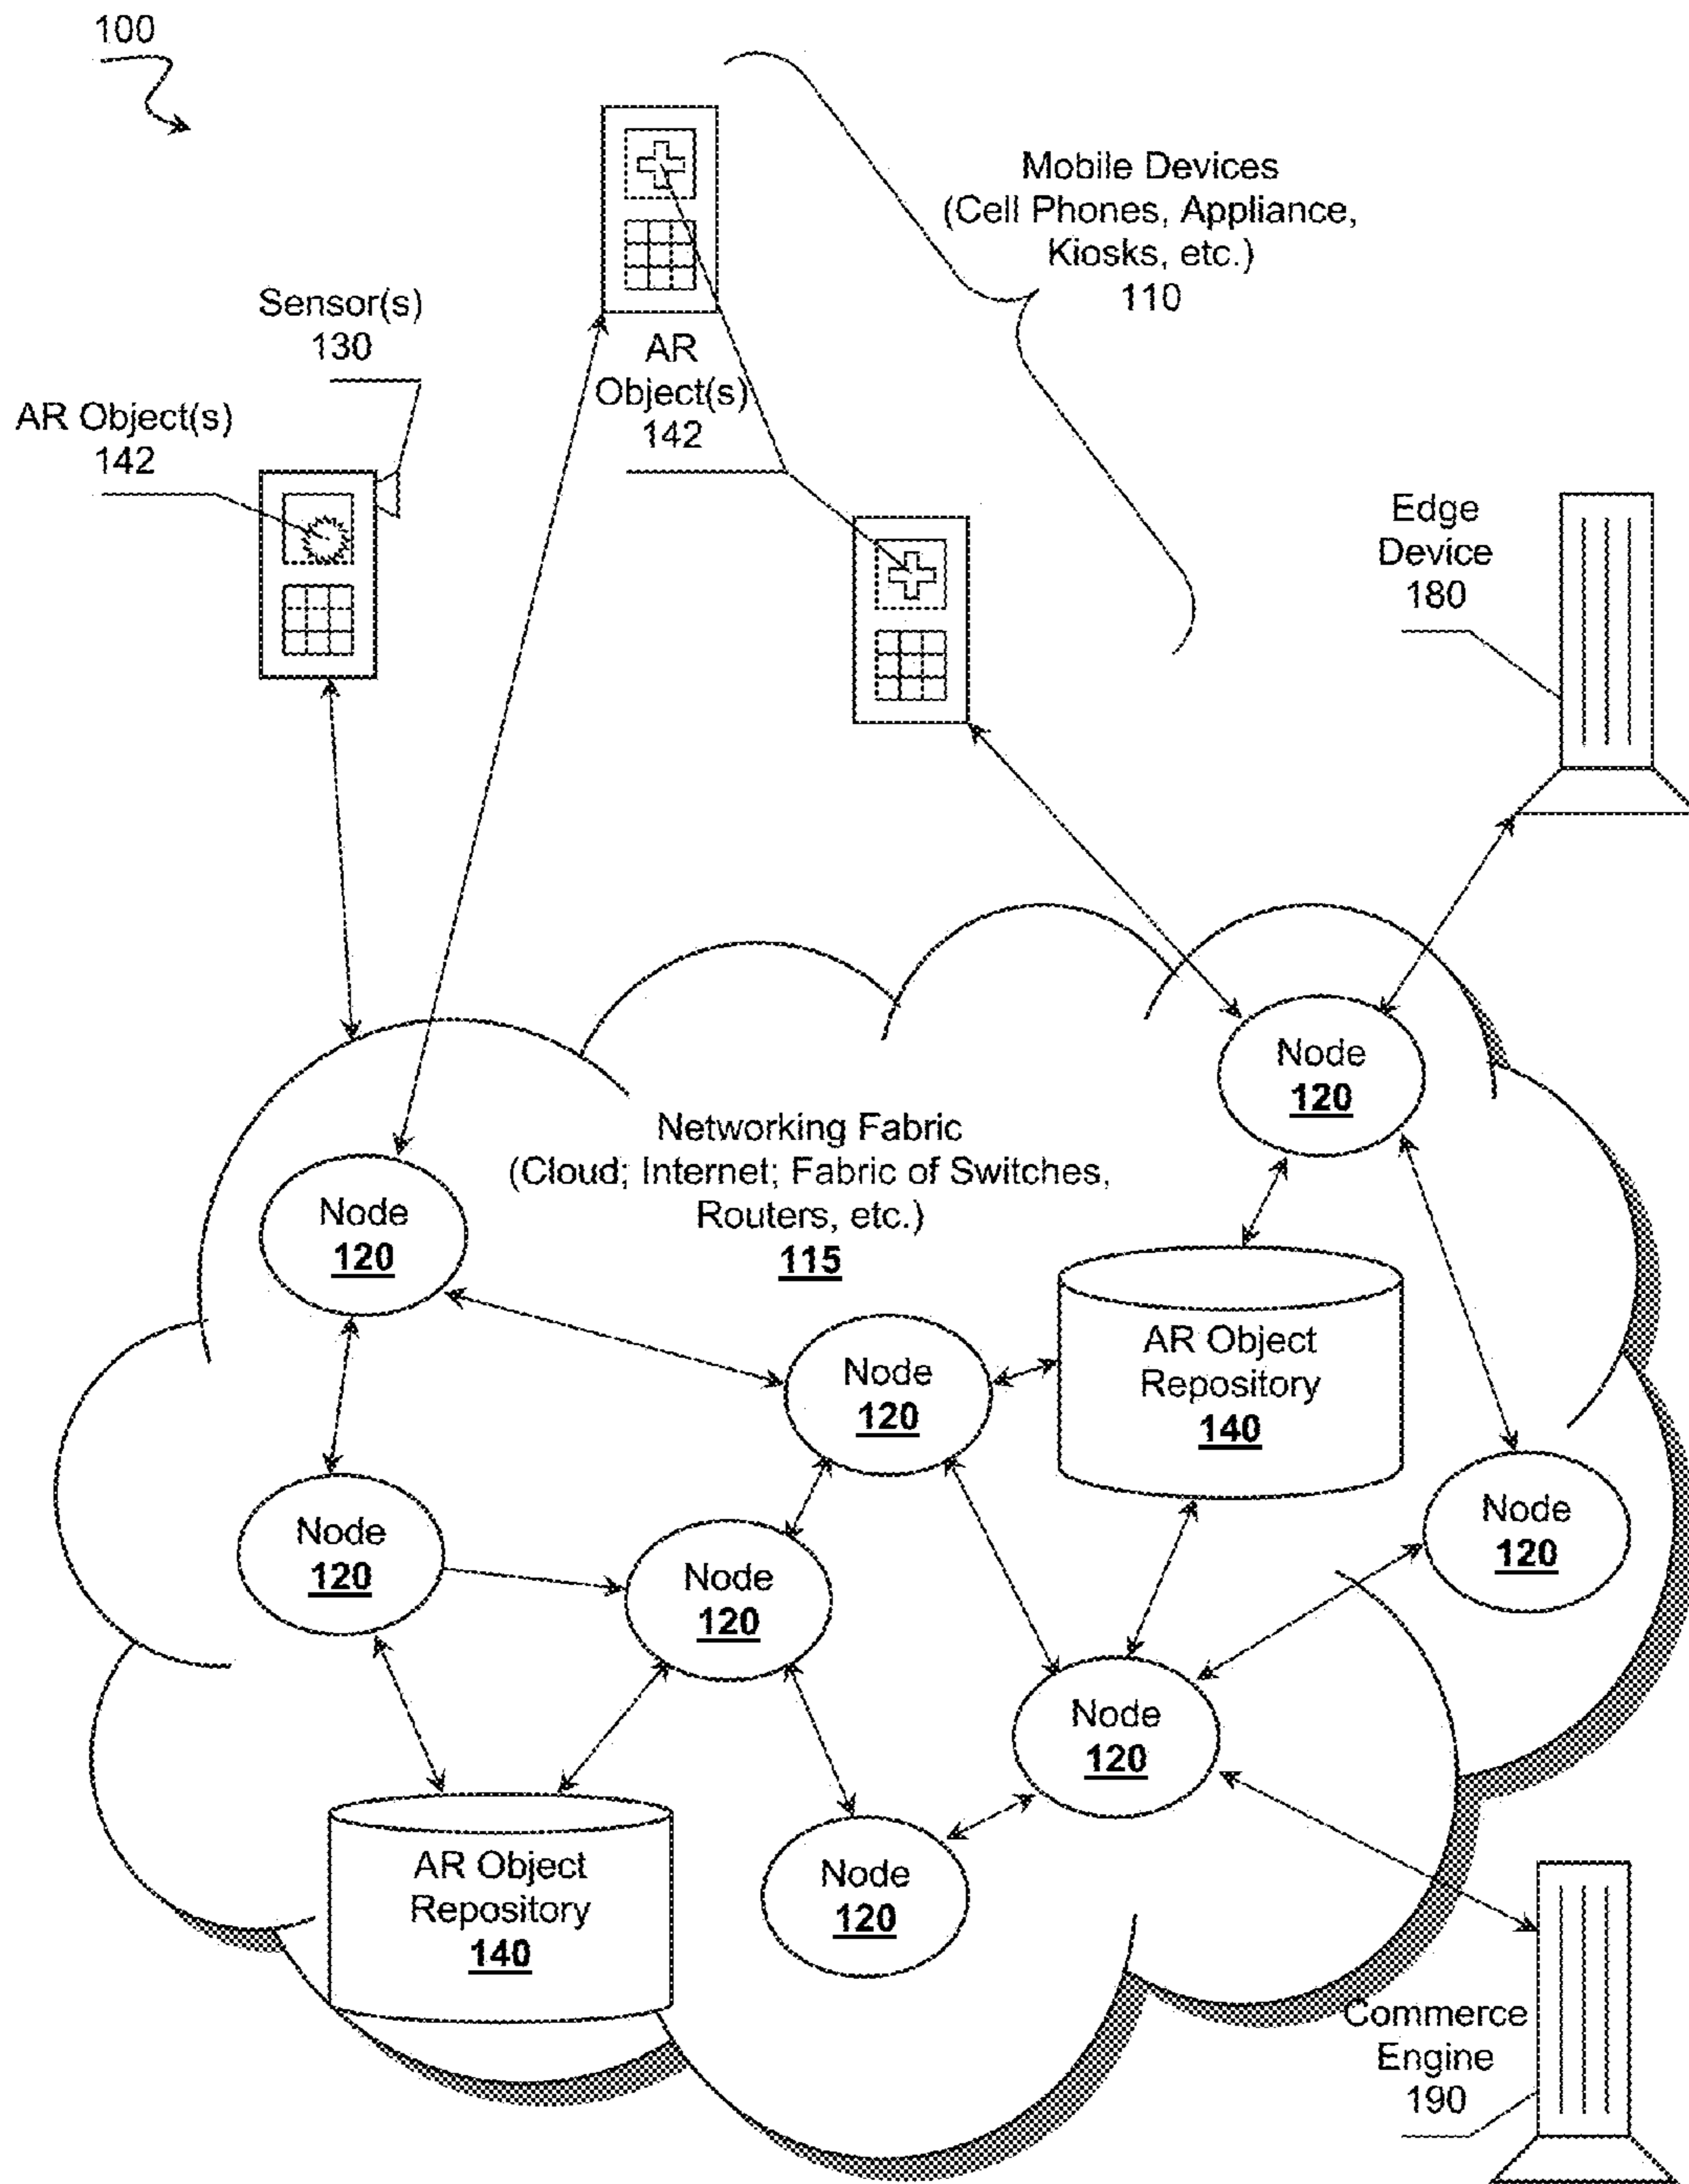 100
Mobile Devices
(Cell Phones, Appliance,
Kiosks, etc.)
110
Sensor(s)
130
AR Object(s)
142
AR
Object(s)
142
Edge
Device
180
Node
120
Networking Fabric
(Cloud; Internet; Fabric of Switches,
Routers, etc.)
115
Node
120
Node
120
AR Object
Repository
140
Node
120
Node
120
Node
120
Node
120
AR Object
Repository
140
Node
120
Commerce
Engine
190